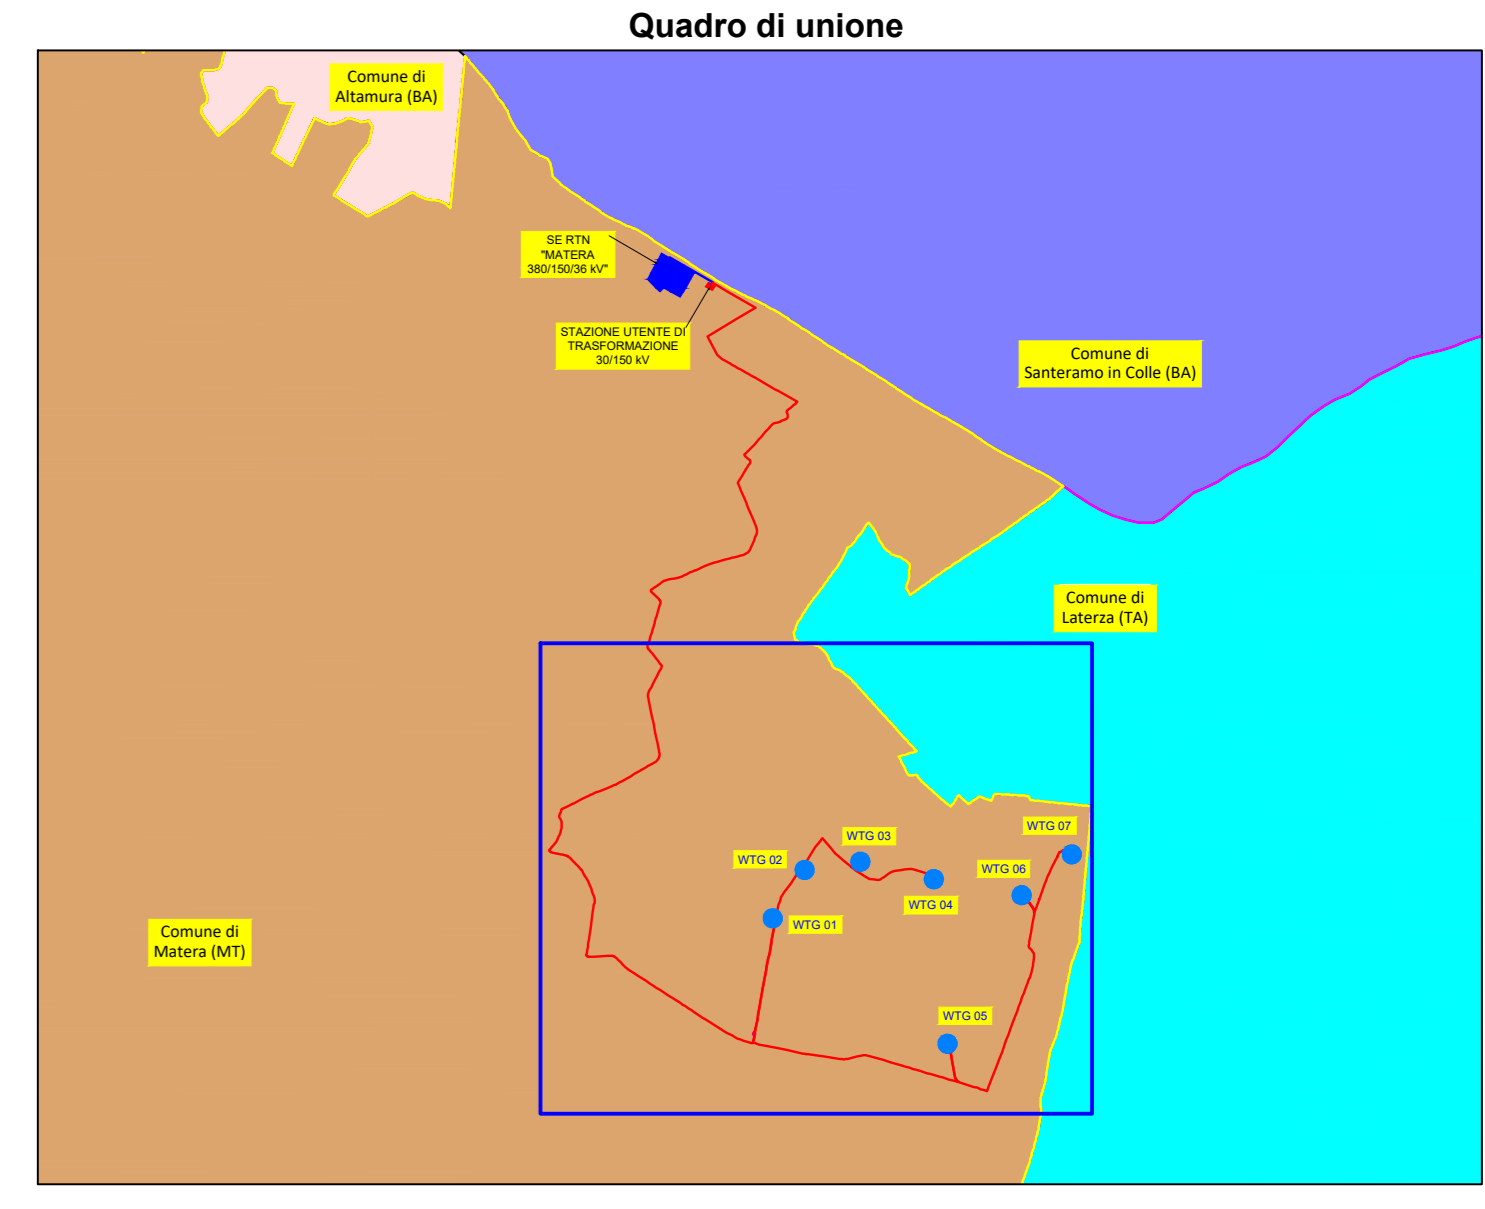 Quadro di unione
Comune di
Altamura (BA)
SE RTN
"MATERA
380/150/36 kV"
STAZIONE UTENTE DI
TRASFORMAZIONE
30/150 kV
Comune di
Santeramo in Colle (BA)
Comune di
Laterza (TA)
WTG 07
WTG 03
WTG 02
WTG 06
WTG 04
WTG 01
Comune di
Matera (MT)
WTG 05